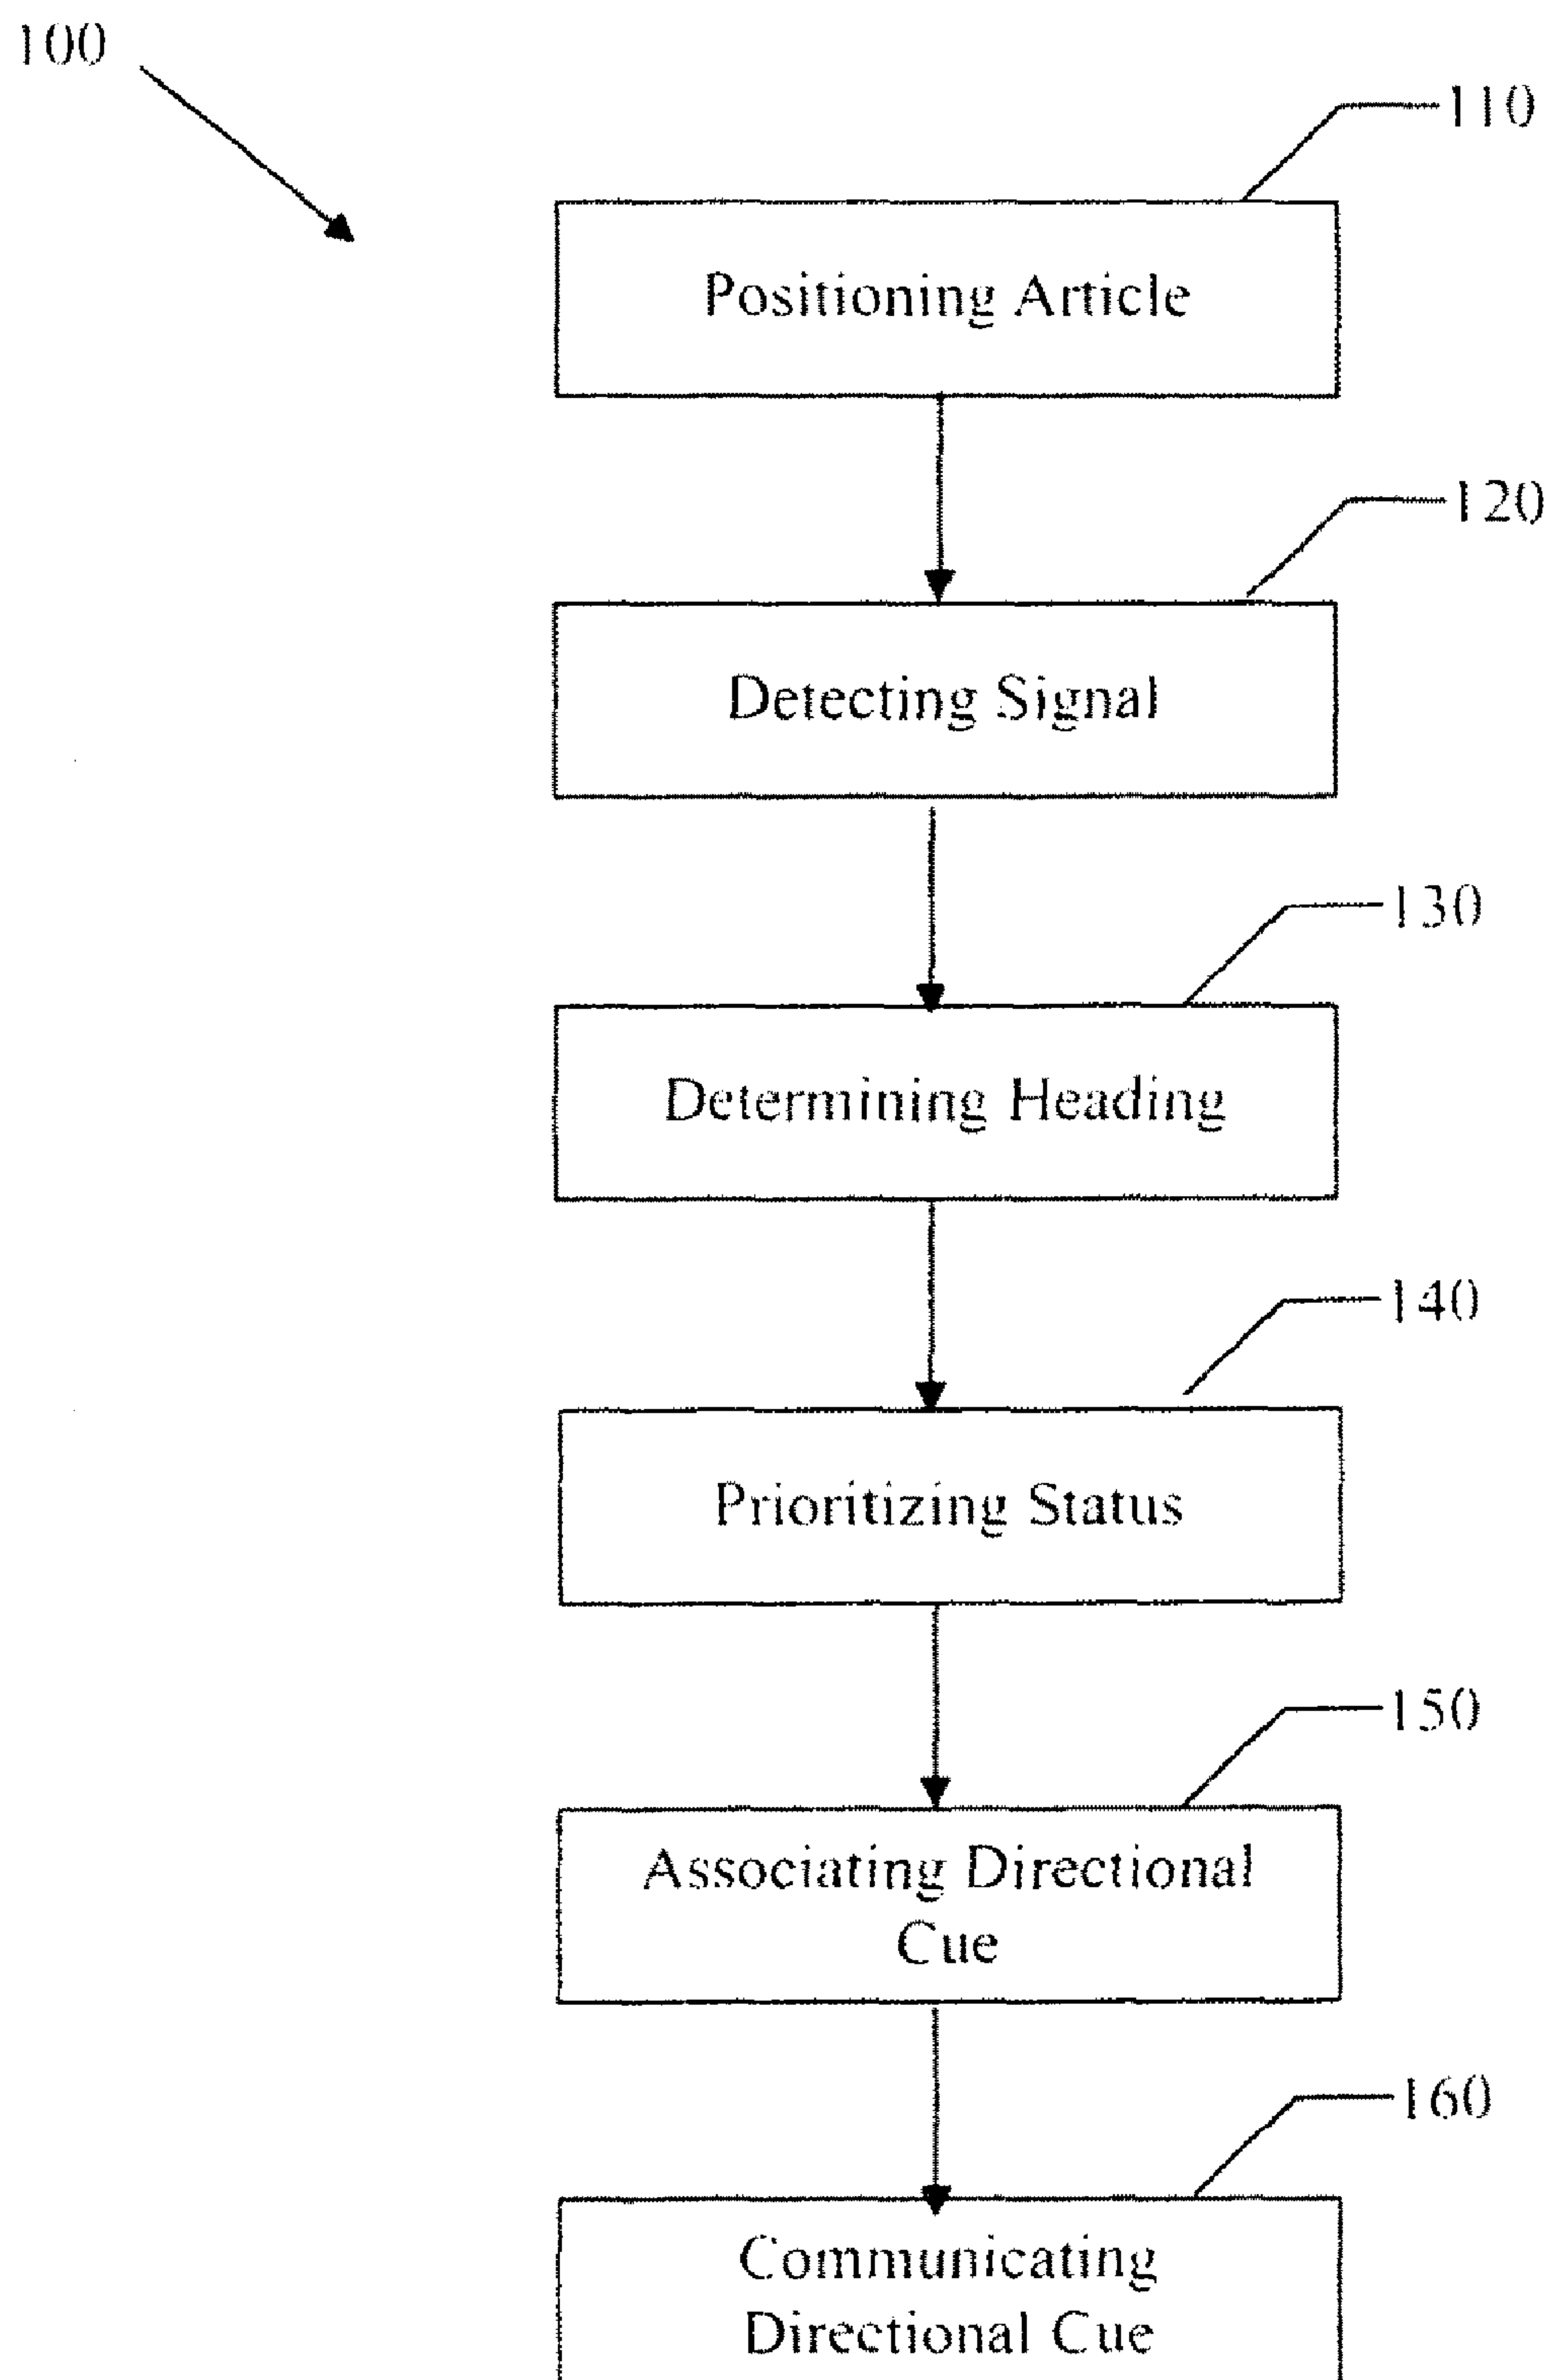 100
110
Positioning Article
120
Detecting Signal
130
Determining Heading
140
Prioritizing Status
150
Associating Directional
Cue
160
Communicating
Directional Cue